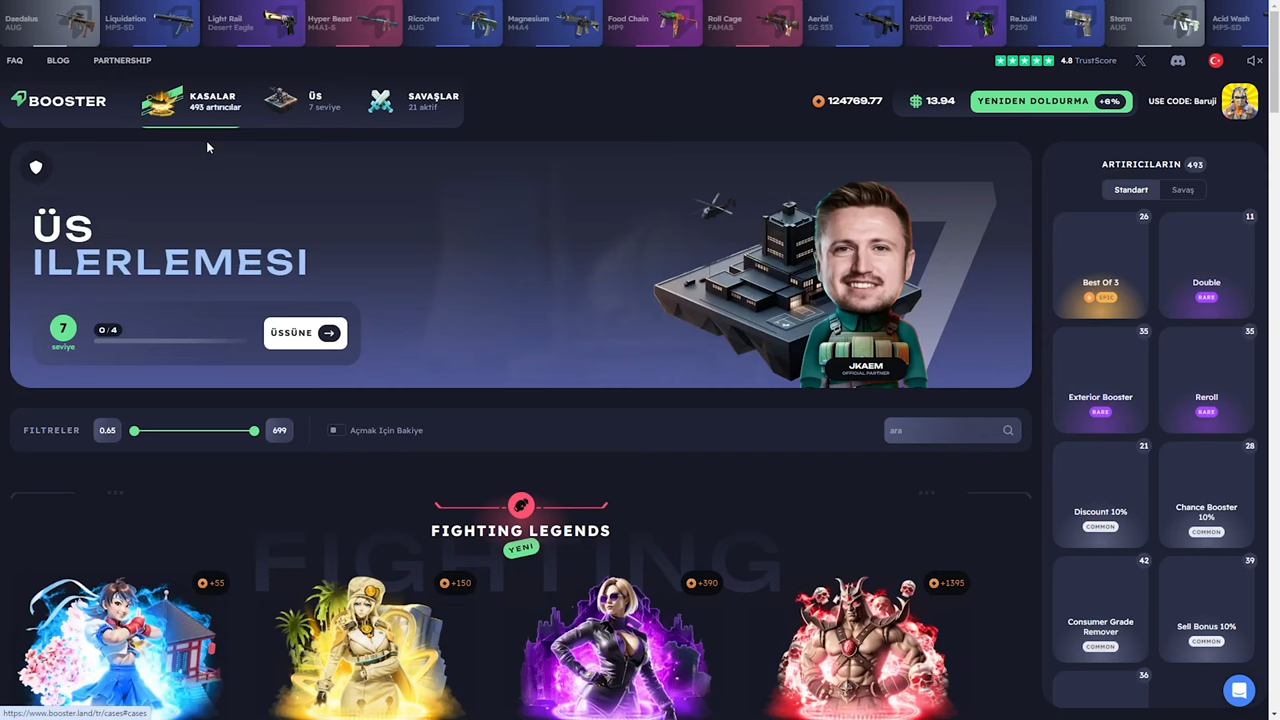 Daedalus
AUG
Liquidation
MP5-SD
Light Rail
Desert Eagle
Hyper Beast
M4A1-S
Ricochet
AUG
Magnesium
M4A4
Food Chain
MP9
Roll Cage
FAMAS
Aerial
SG 553
Acid Etched
P2000
Re.built
P250
Storm
AUG
Acid Wash
MP5-SD
FAQ
BLOG
PARTNERSHIP
4.8 TrustScore
BOOSTER
KASALAR
493 artırıcılar
ÜS
7 seviye
SAVAŞLAR
21 aktif
124769.77
13.94
YENİDEN DOLDURMA +6%
USE CODE: Baruji
ÜS
ILERLEMESI
7
seviye
0/4
ÜSSÜNE
7
JKAEM
OFFICIAL PARTNER
ARTIRICILARIN 493
Standart
Savaş
26
Best Of 3
EPIC
11
Double
RARE
35
Exterior Booster
RARE
35
Reroll
RARE
21
Discount 10%
COMMON
28
Chance Booster
10%
COMMON
42
Consumer Grade
Remover
COMMON
39
Sell Bonus 10%
COMMON
36
FILTRELER
0.65
699
Açmak Için Bakiye
ara
FIGHTING LEGENDS
YENI
FIGHTING
+55
+150
+390
+1395
https://www.booster.land/tr/cases#cases